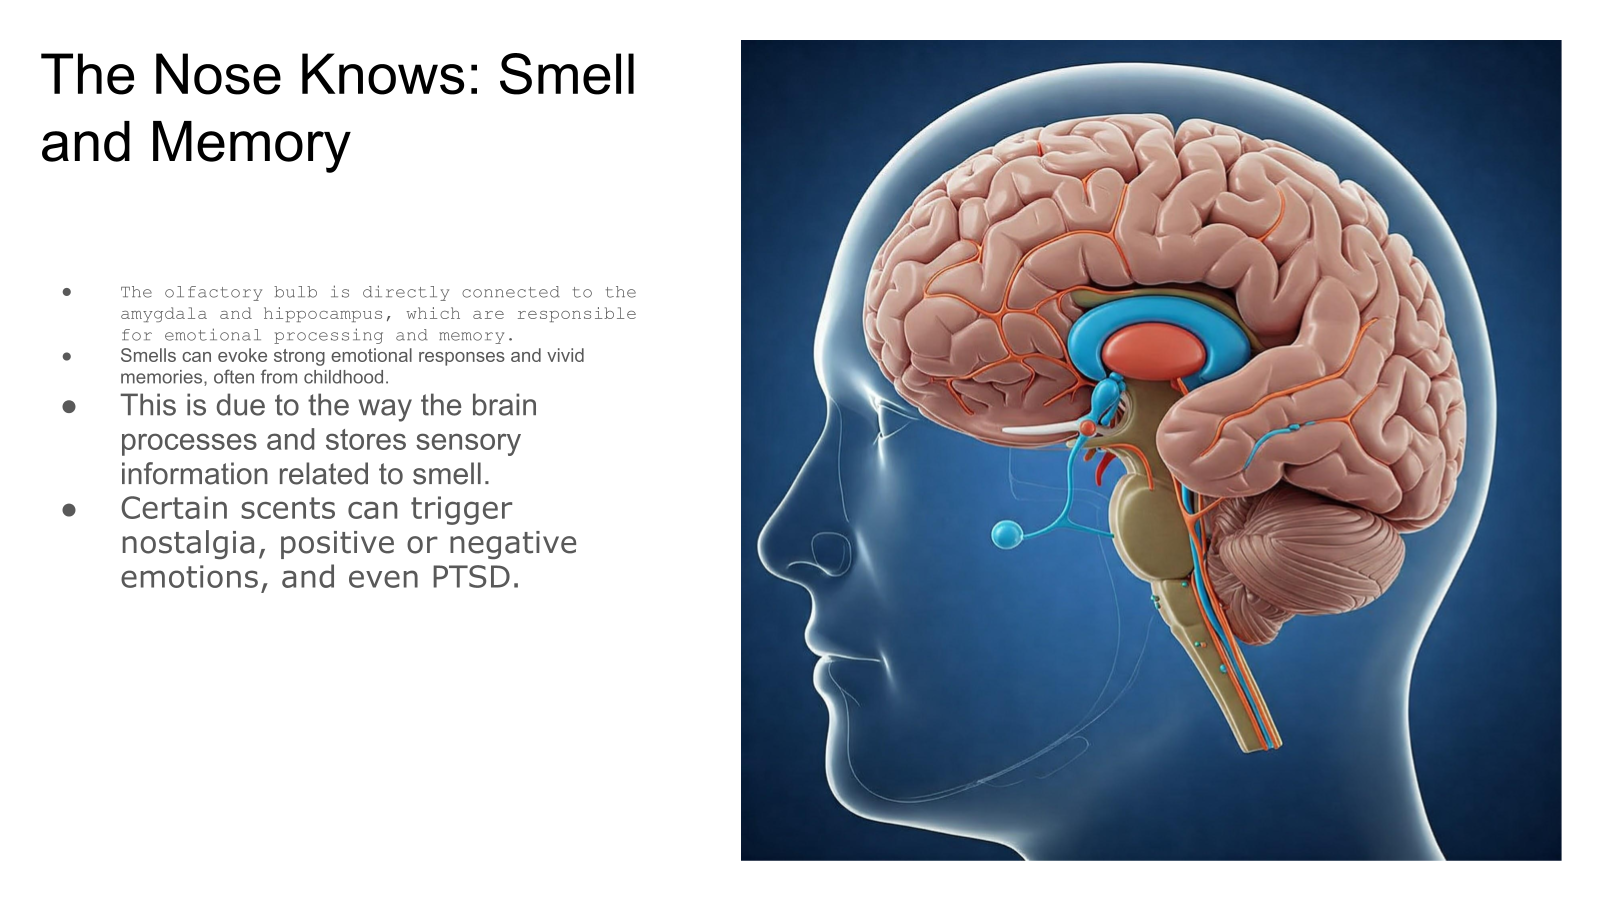 The Nose Knows: Smell
and Memory
● The olfactory bulb is directly connected to the
amygdala and hippocampus, which are responsible
for emotional processing and memory.
● Smells can evoke strong emotional responses and vivid
memories, often from childhood.
● This is due to the way the brain
processes and stores sensory
information related to smell.
● Certain scents can trigger
nostalgia, positive or negative
emotions, and even PTSD.